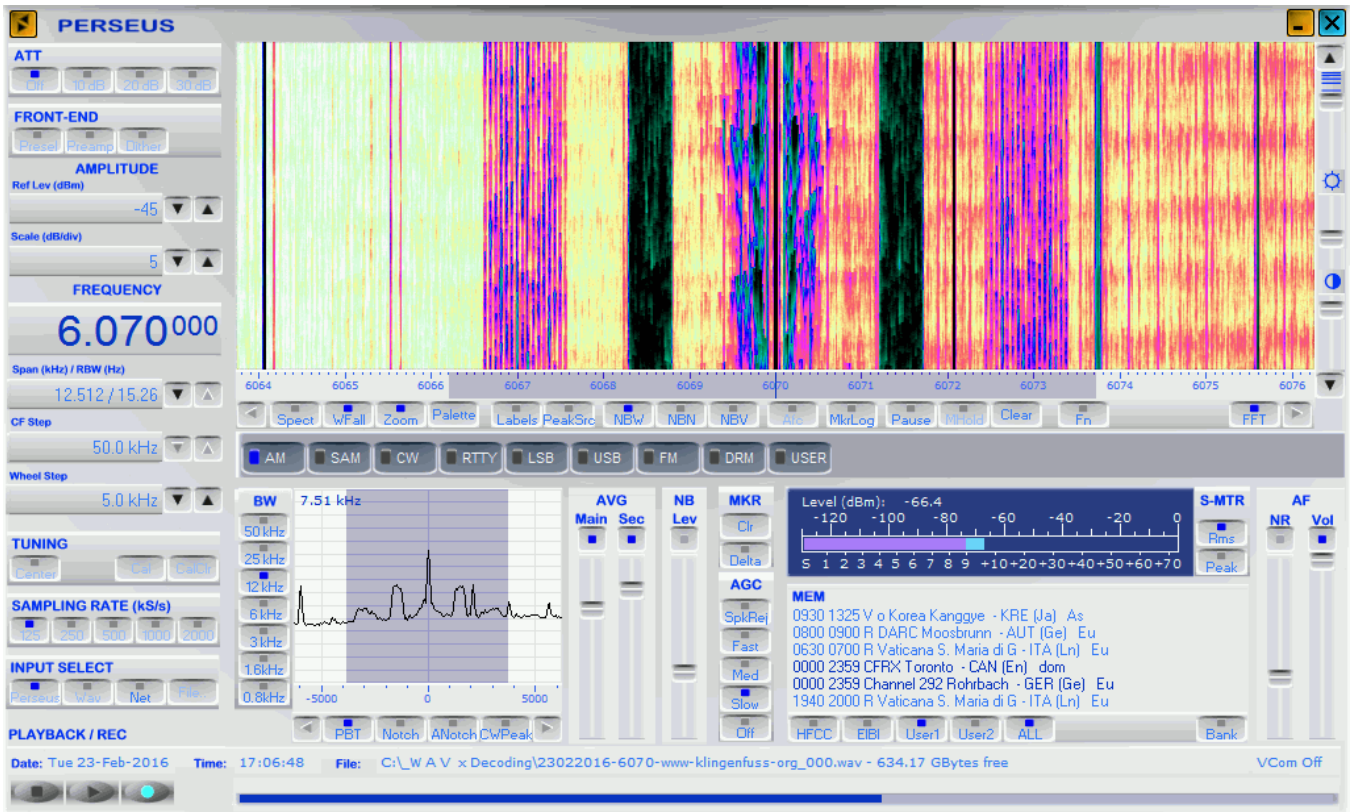 PERSEUS
ATT
Off 10 dB 20 dB 30 dB
FRONT-END
Presel Preamp Dither
AMPLITUDE
Ref Lev (dBm)
-45
Scale (dB/div)
5
FREQUENCY
6.070000
Span (kHz) / RBW (Hz)
12.512 / 15.26
CF Step
50.0 kHz
Wheel Step
5.0 kHz
TUNING
Center Cal CalClr
SAMPLING RATE (kS/s)
125 250 500 1000 2000
INPUT SELECT
Perseus Wav Net File..
PLAYBACK / REC
6064 6065 6066 6067 6068 6069 6070 6071 6072 6073 6074 6075 6076
Spect WFall Zoom Palette Labels PeakSrc NBW NBN NBV Afc MkrLog Pause MHold Clear Fn FFT
AM SAM CW RTTY LSB USB FM DRM USER
BW
50 kHz
25 kHz
12 kHz
6 kHz
3 kHz
1.6kHz
0.8kHz
7.51 kHz
-5000 0 5000
PBT Notch ANotch CWPeak
AVG
Main Sec
NB
Lev
MKR
Clr
Delta
AGC
SpkRej
Fast
Med
Slow
Off
Level (dBm): -66.4
-120 -100 -80 -60 -40 -20 0
S 1 2 3 4 5 6 7 8 9 +10+20+30+40+50+60+70
S-MTR
Rms
Peak
AF
NR Vol
MEM
0930 1325 V o Korea Kanggye - KRE (Ja) As
0800 0900 R DARC Moosbrunn - AUT (Ge) Eu
0630 0700 R Vaticana S. Maria di G - ITA (Ln) Eu
0000 2359 CFRX Toronto - CAN (En) dom
0000 2359 Channel 292 Rohrbach - GER (Ge) Eu
1940 2000 R Vaticana S. Maria di G - ITA (Ln) Eu
HFCC EIBI User1 User2 ALL Bank
Date: Tue 23-Feb-2016 Time: 17:06:48 File: C:\_W A V x Decoding\23022016-6070-www-klingenfuss-org_000.wav - 634.17 GBytes free VCom Off